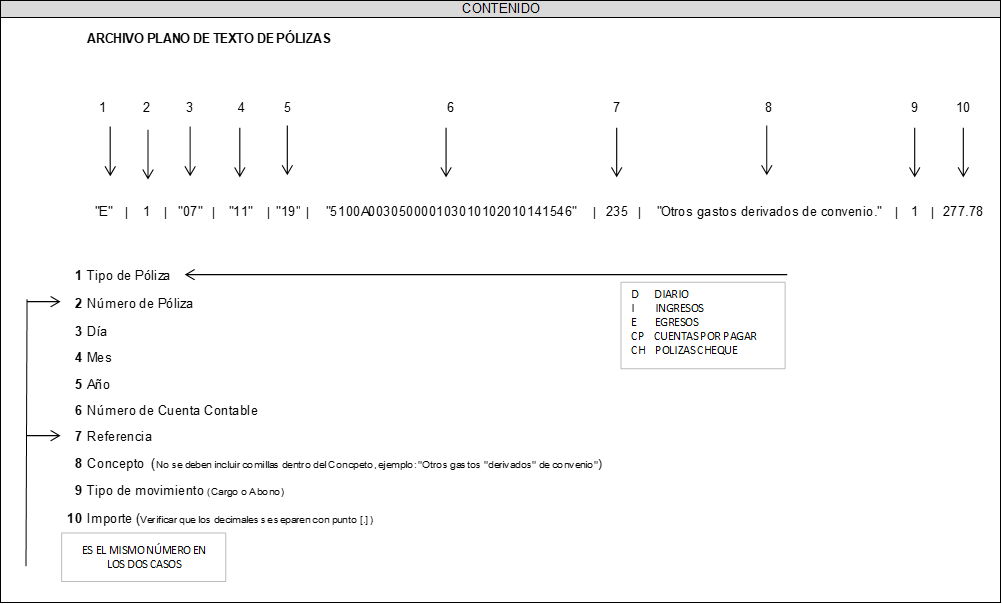 CONTENIDO
ARCHIVO PLANO DE TEXTO DE PÓLIZAS
1 2 3 4 5 6 7 8 9 10
"E" | 1 | "07" | "11" | "19" | "5100A003050000103010102010141546" | 235 | "Otros gastos derivados de convenio." | 1 | 277.78
1 Tipo de Póliza
2 Número de Póliza
D DIARIO
I INGRESOS
E EGRESOS
CP CUENTAS POR PAGAR
CH POLIZAS CHEQUE
3 Día
4 Mes
5 Año
6 Número de Cuenta Contable
7 Referencia
8 Concepto (No se deben incluir comillas dentro del Concpeto, ejemplo: "Otros gastos "derivados" de convenio")
9 Tipo de movimiento (Cargo o Abono)
10 Importe (Verificar que los decimales se separen con punto [.] )
ES EL MISMO NÚMERO EN
LOS DOS CASOS